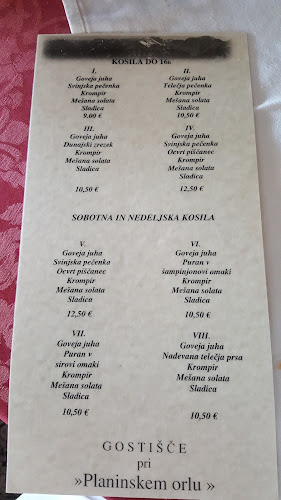 KOSILA DO 16h
I.
Goveja juha
Svinjska pečenka
Krompir
Mešana solata
Sladica
9,00 €
II.
Goveja juha
Telečja pečenka
Krompir
Mešana solata
Sladica
10,50 €
III.
Goveja juha
Dunajski zrezek
Krompir
Mešana solata
Sladica
10,50 €
IV.
Goveja juha
Svinjska pečenka
Ocvrti piščanec
Krompir
Mešana solata
Sladica
12,50 €
SOBOTNA IN NEDELJSKA KOSILA
V.
Goveja juha
Svinjska pečenka
Ocvrti piščanec
Krompir
Mešana solata
Sladica
12,50 €
VI.
Goveja juha
Puran v
šampinjonovi omaki
Krompir
Mešana solata
Sladica
10,50 €
VII.
Goveja juha
Puran v
sirovi omaki
Krompir
Mešana solata
Sladica
10,50 €
VIII.
Goveja juha
Nadevana telečja prsa
Krompir
Mešana solata
Sladica
10,50 €
GOSTIŠČE
pri
»Planinskem orlu »